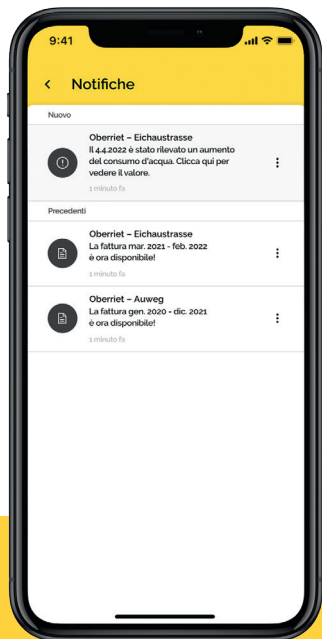 9:41
Notifiche
Nuovo
Oberriet – Eichaustrasse
Il 4.4.2022 è stato rilevato un aumento
del consumo d'acqua. Clicca qui per
vedere il valore.
1 minuto fa
Precedenti
Oberriet – Eichaustrasse
La fattura mar. 2021 - feb. 2022
è ora disponibile!
1 minuto fa
Oberriet – Auweg
La fattura gen. 2020 - dic. 2021
è ora disponibile!
1 minuto fa